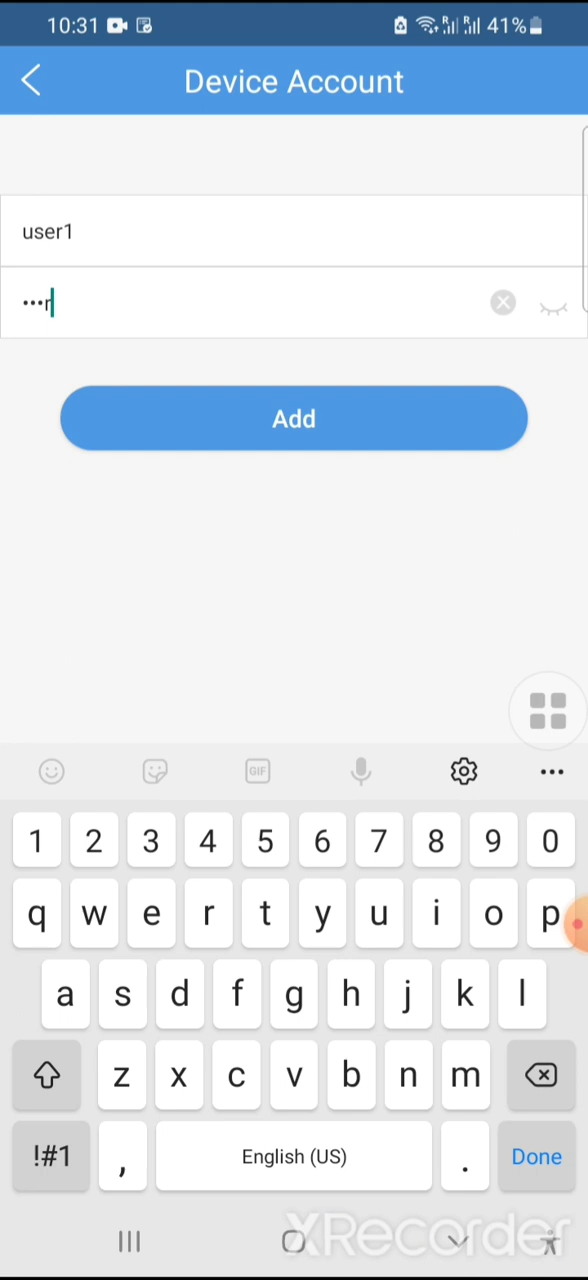 10:31 R R 41%
Device Account
user1
•••r
Add
GIF
1 2 3 4 5 6 7 8 9 0
q w e r t y u i o p
a s d f g h j k l
z x c v b n m
!#1 , English (US) . Done
XRecorder